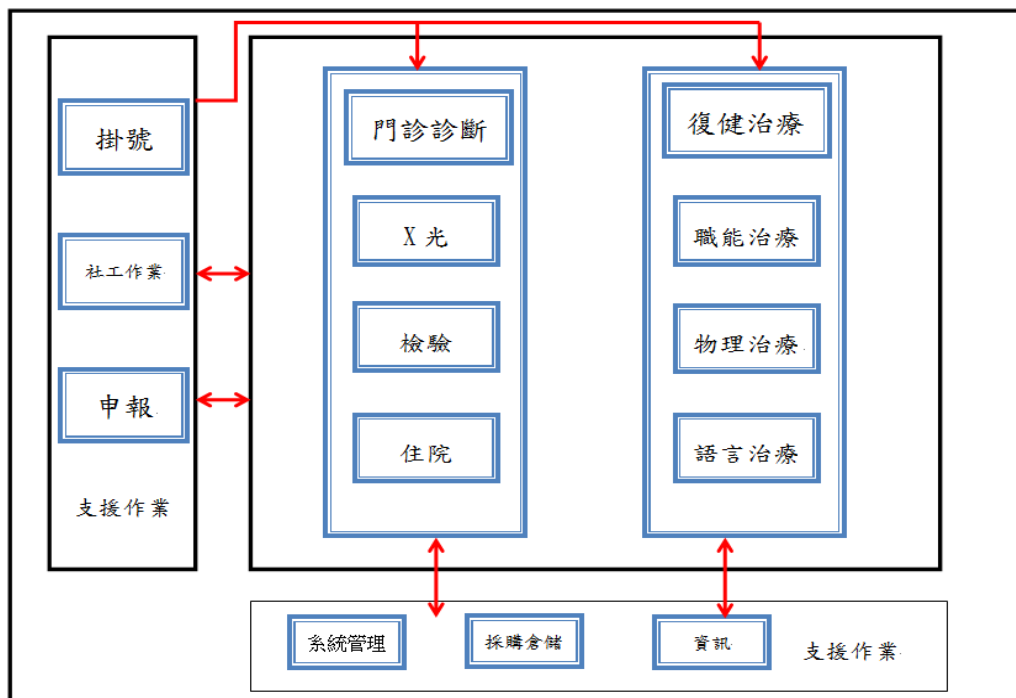 掛號
社工作業
申報
支援作業
門診診斷
X光
檢驗
住院
復健治療
職能治療
物理治療
語言治療
系統管理
採購倉儲
資訊
支援作業